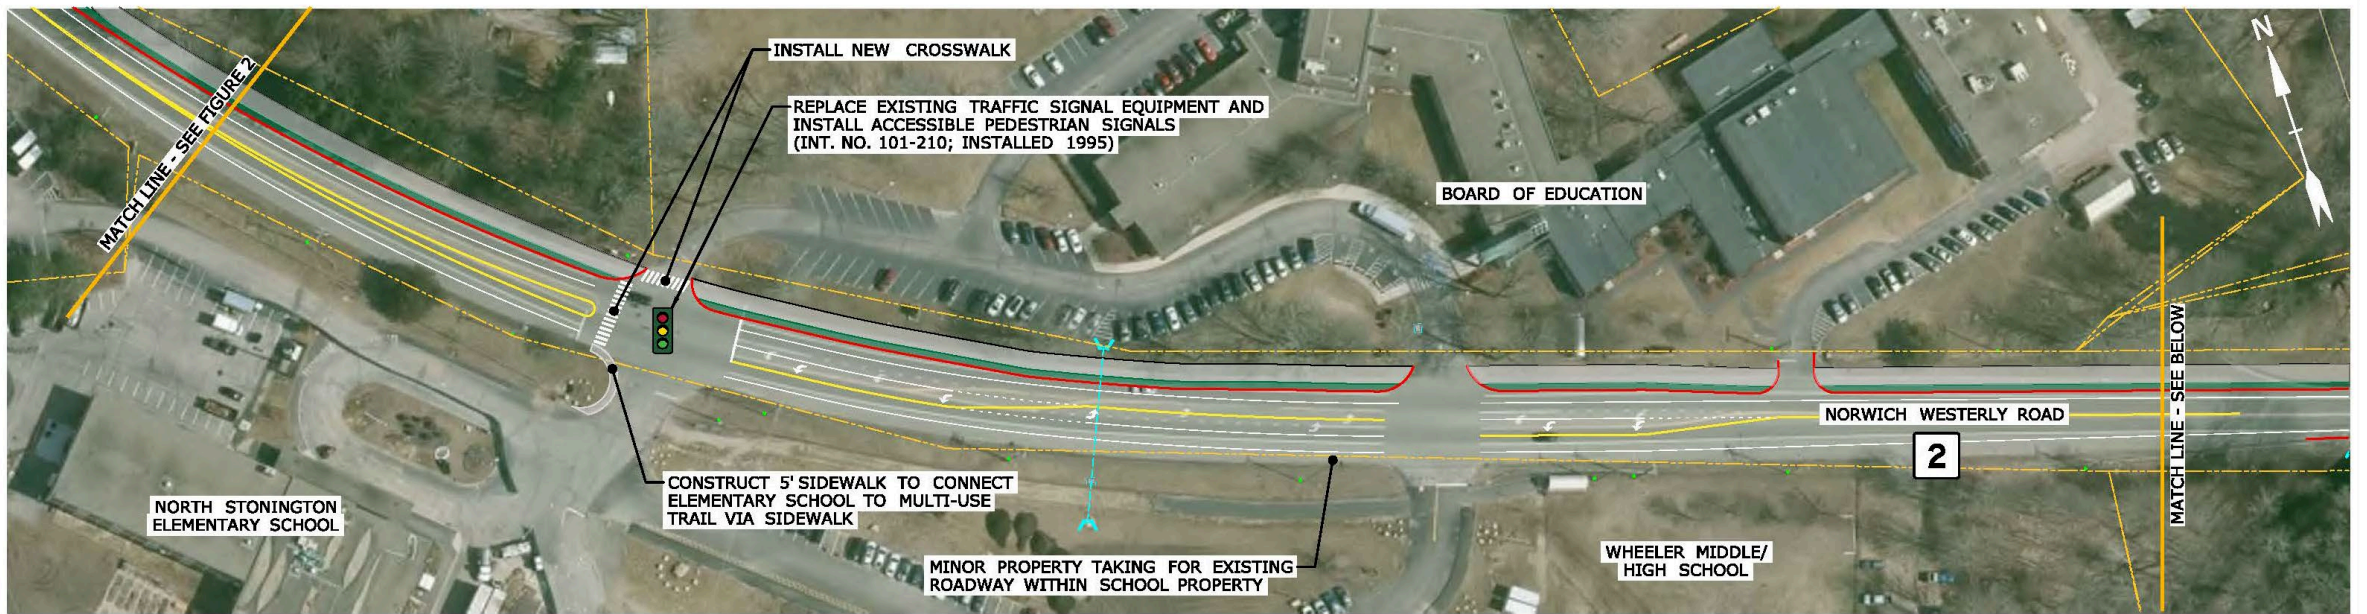 INSTALL NEW CROSSWALK
REPLACE EXISTING TRAFFIC SIGNAL EQUIPMENT AND
INSTALL ACCESSIBLE PEDESTRIAN SIGNALS
(INT. NO. 101-210; INSTALLED 1995)
N
MATCH LINE - SEE FIGURE 2
BOARD OF EDUCATION
MATCH LINE - SEE BELOW
NORWICH WESTERLY ROAD
2
CONSTRUCT 5' SIDEWALK TO CONNECT
ELEMENTARY SCHOOL TO MULTI-USE
TRAIL VIA SIDEWALK
NORTH STONINGTON
ELEMENTARY SCHOOL
MINOR PROPERTY TAKING FOR EXISTING
ROADWAY WITHIN SCHOOL PROPERTY
WHEELER MIDDLE/
HIGH SCHOOL